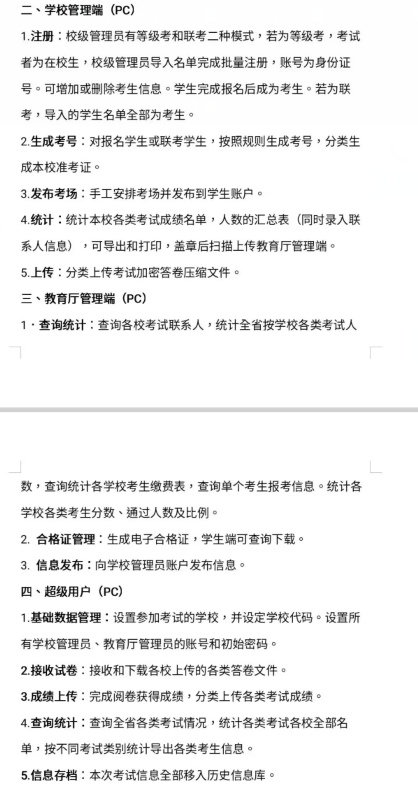 二、学校管理端（PC）
1.注册：校级管理员有等级考和联考二种模式，若为等级考，考试
者为在校生，校级管理员导入名单完成批量注册，账号为身份证
号。可增加或删除考生信息。学生完成报名后成为考生。若为联
考，导入的学生名单全部为考生。
2.生成考号：对报名学生或联考学生，按照规则生成考号，分类生
成本校准考证。
3.发布考场：手工安排考场并发布到学生账户。
4.统计：统计本校各类考试成绩名单，人数的汇总表（同时录入联
系人信息），可导出和打印，盖章后扫描上传教育厅管理端。
5.上传：分类上传考试加密答卷压缩文件。
三、教育厅管理端（PC）
1·查询统计：查询各校考试联系人，统计全省按学校各类考试人
数，查询统计各学校考生缴费表，查询单个考生报考信息。统计各
学校各类考生分数、通过人数及比例。
2. 合格证管理：生成电子合格证，学生端可查询下载。
3. 信息发布：向学校管理员账户发布信息。
四、超级用户（PC）
1.基础数据管理：设置参加考试的学校，并设定学校代码。设置所
有学校管理员、教育厅管理员的账号和初始密码。
2.接收试卷：接收和下载各校上传的各类答卷文件。
3.成绩上传：完成阅卷获得成绩，分类上传各类考试成绩。
4.查询统计：查询全省各类考试情况，统计各类考试各校全部名
单，按不同考试类别统计导出各类考生信息。
5.信息存档：本次考试信息全部移入历史信息库。